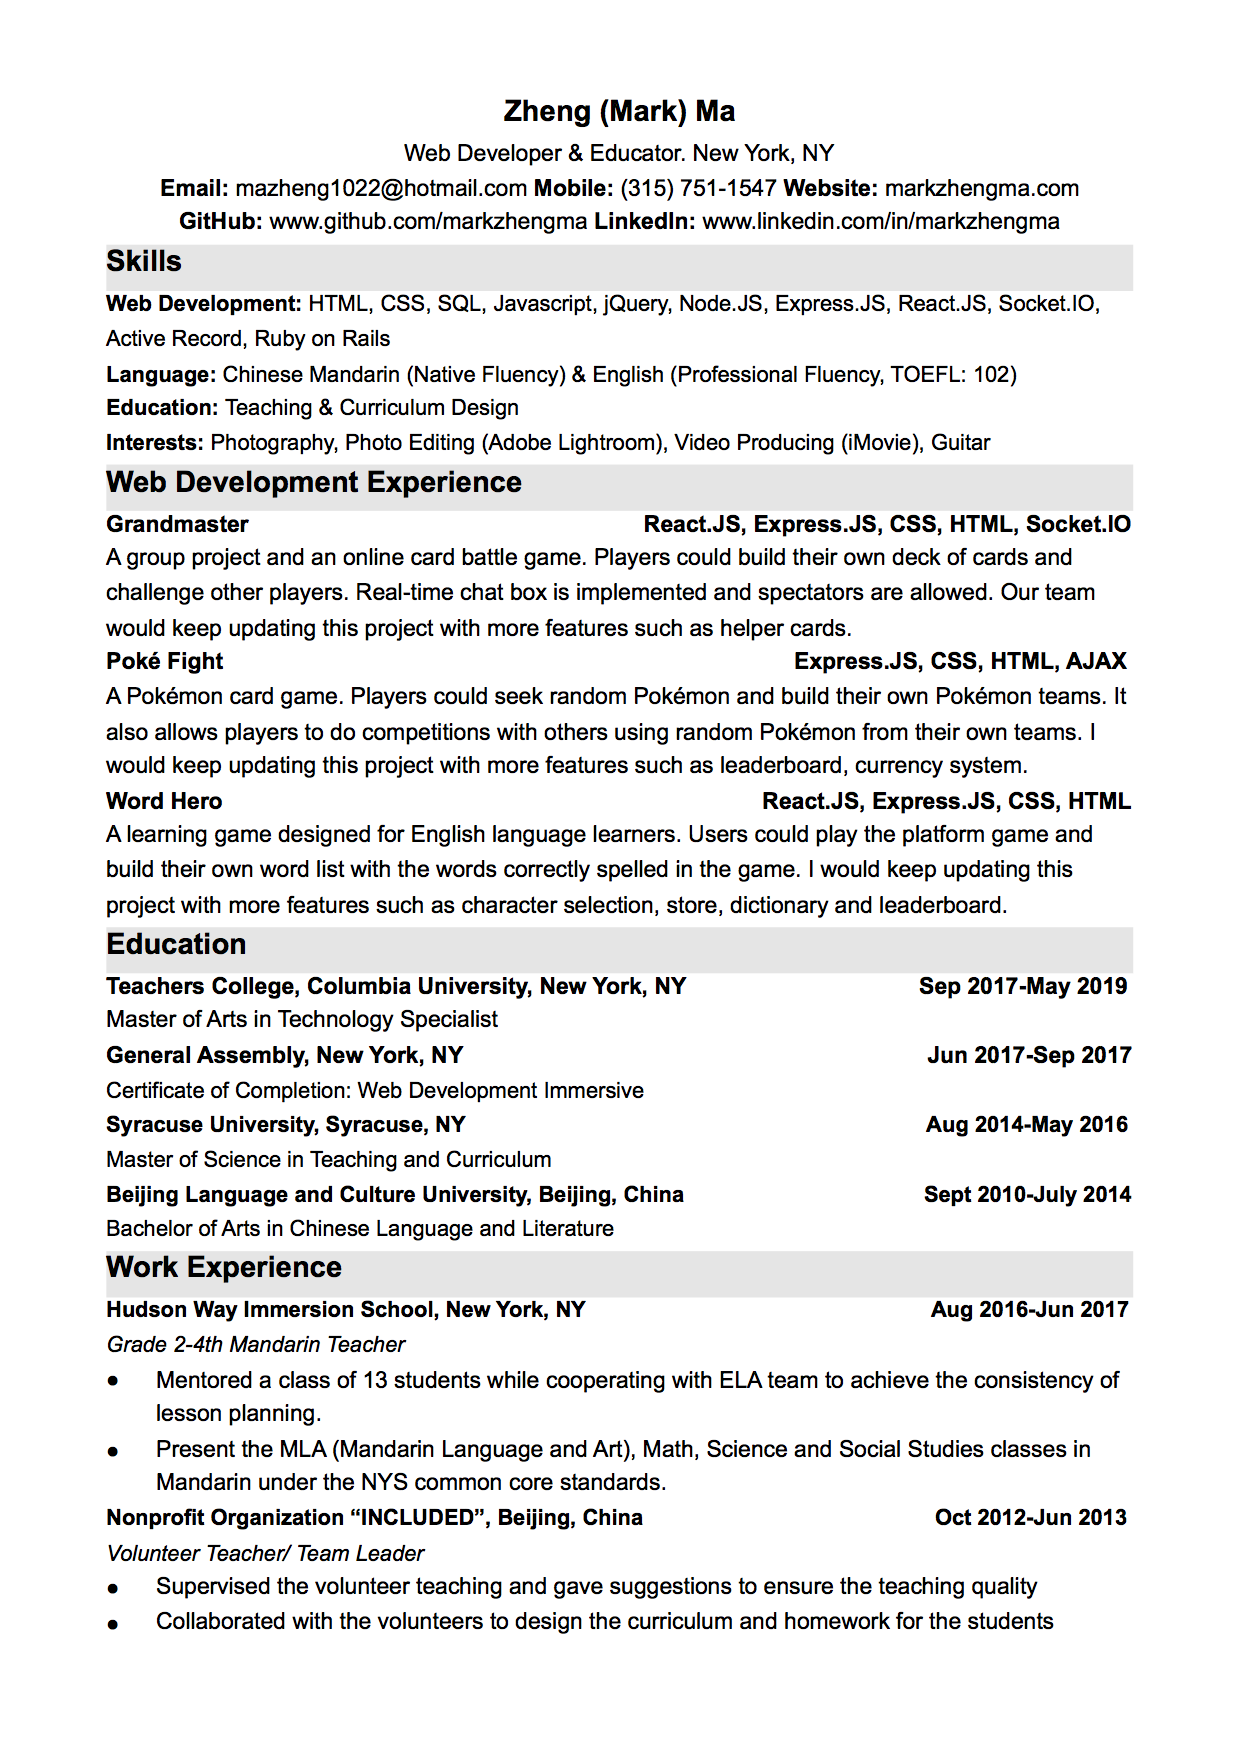 Zheng (Mark) Ma
Web Developer & Educator. New York, NY
Email: mazheng1022@hotmail.com Mobile: (315) 751-1547 Website: markzhengma.com
GitHub: www.github.com/markzhengma LinkedIn: www.linkedin.com/in/markzhengma
Skills
Web Development: HTML, CSS, SQL, Javascript, jQuery, Node.JS, Express.JS, React.JS, Socket.IO,
Active Record, Ruby on Rails
Language: Chinese Mandarin (Native Fluency) & English (Professional Fluency, TOEFL: 102)
Education: Teaching & Curriculum Design
Interests: Photography, Photo Editing (Adobe Lightroom), Video Producing (iMovie), Guitar
Web Development Experience
Grandmaster React.JS, Express.JS, CSS, HTML, Socket.IO
A group project and an online card battle game. Players could build their own deck of cards and
challenge other players. Real-time chat box is implemented and spectators are allowed. Our team
would keep updating this project with more features such as helper cards.
Poké Fight Express.JS, CSS, HTML, AJAX
A Pokémon card game. Players could seek random Pokémon and build their own Pokémon teams. It
also allows players to do competitions with others using random Pokémon from their own teams. I
would keep updating this project with more features such as leaderboard, currency system.
Word Hero React.JS, Express.JS, CSS, HTML
A learning game designed for English language learners. Users could play the platform game and
build their own word list with the words correctly spelled in the game. I would keep updating this
project with more features such as character selection, store, dictionary and leaderboard.
Education
Teachers College, Columbia University, New York, NY Sep 2017-May 2019
Master of Arts in Technology Specialist
General Assembly, New York, NY Jun 2017-Sep 2017
Certificate of Completion: Web Development Immersive
Syracuse University, Syracuse, NY Aug 2014-May 2016
Master of Science in Teaching and Curriculum
Beijing Language and Culture University, Beijing, China Sept 2010-July 2014
Bachelor of Arts in Chinese Language and Literature
Work Experience
Hudson Way Immersion School, New York, NY Aug 2016-Jun 2017
Grade 2-4th Mandarin Teacher
● Mentored a class of 13 students while cooperating with ELA team to achieve the consistency of
lesson planning.
● Present the MLA (Mandarin Language and Art), Math, Science and Social Studies classes in
Mandarin under the NYS common core standards.
Nonprofit Organization “INCLUDED”, Beijing, China Oct 2012-Jun 2013
Volunteer Teacher/ Team Leader
● Supervised the volunteer teaching and gave suggestions to ensure the teaching quality
● Collaborated with the volunteers to design the curriculum and homework for the students